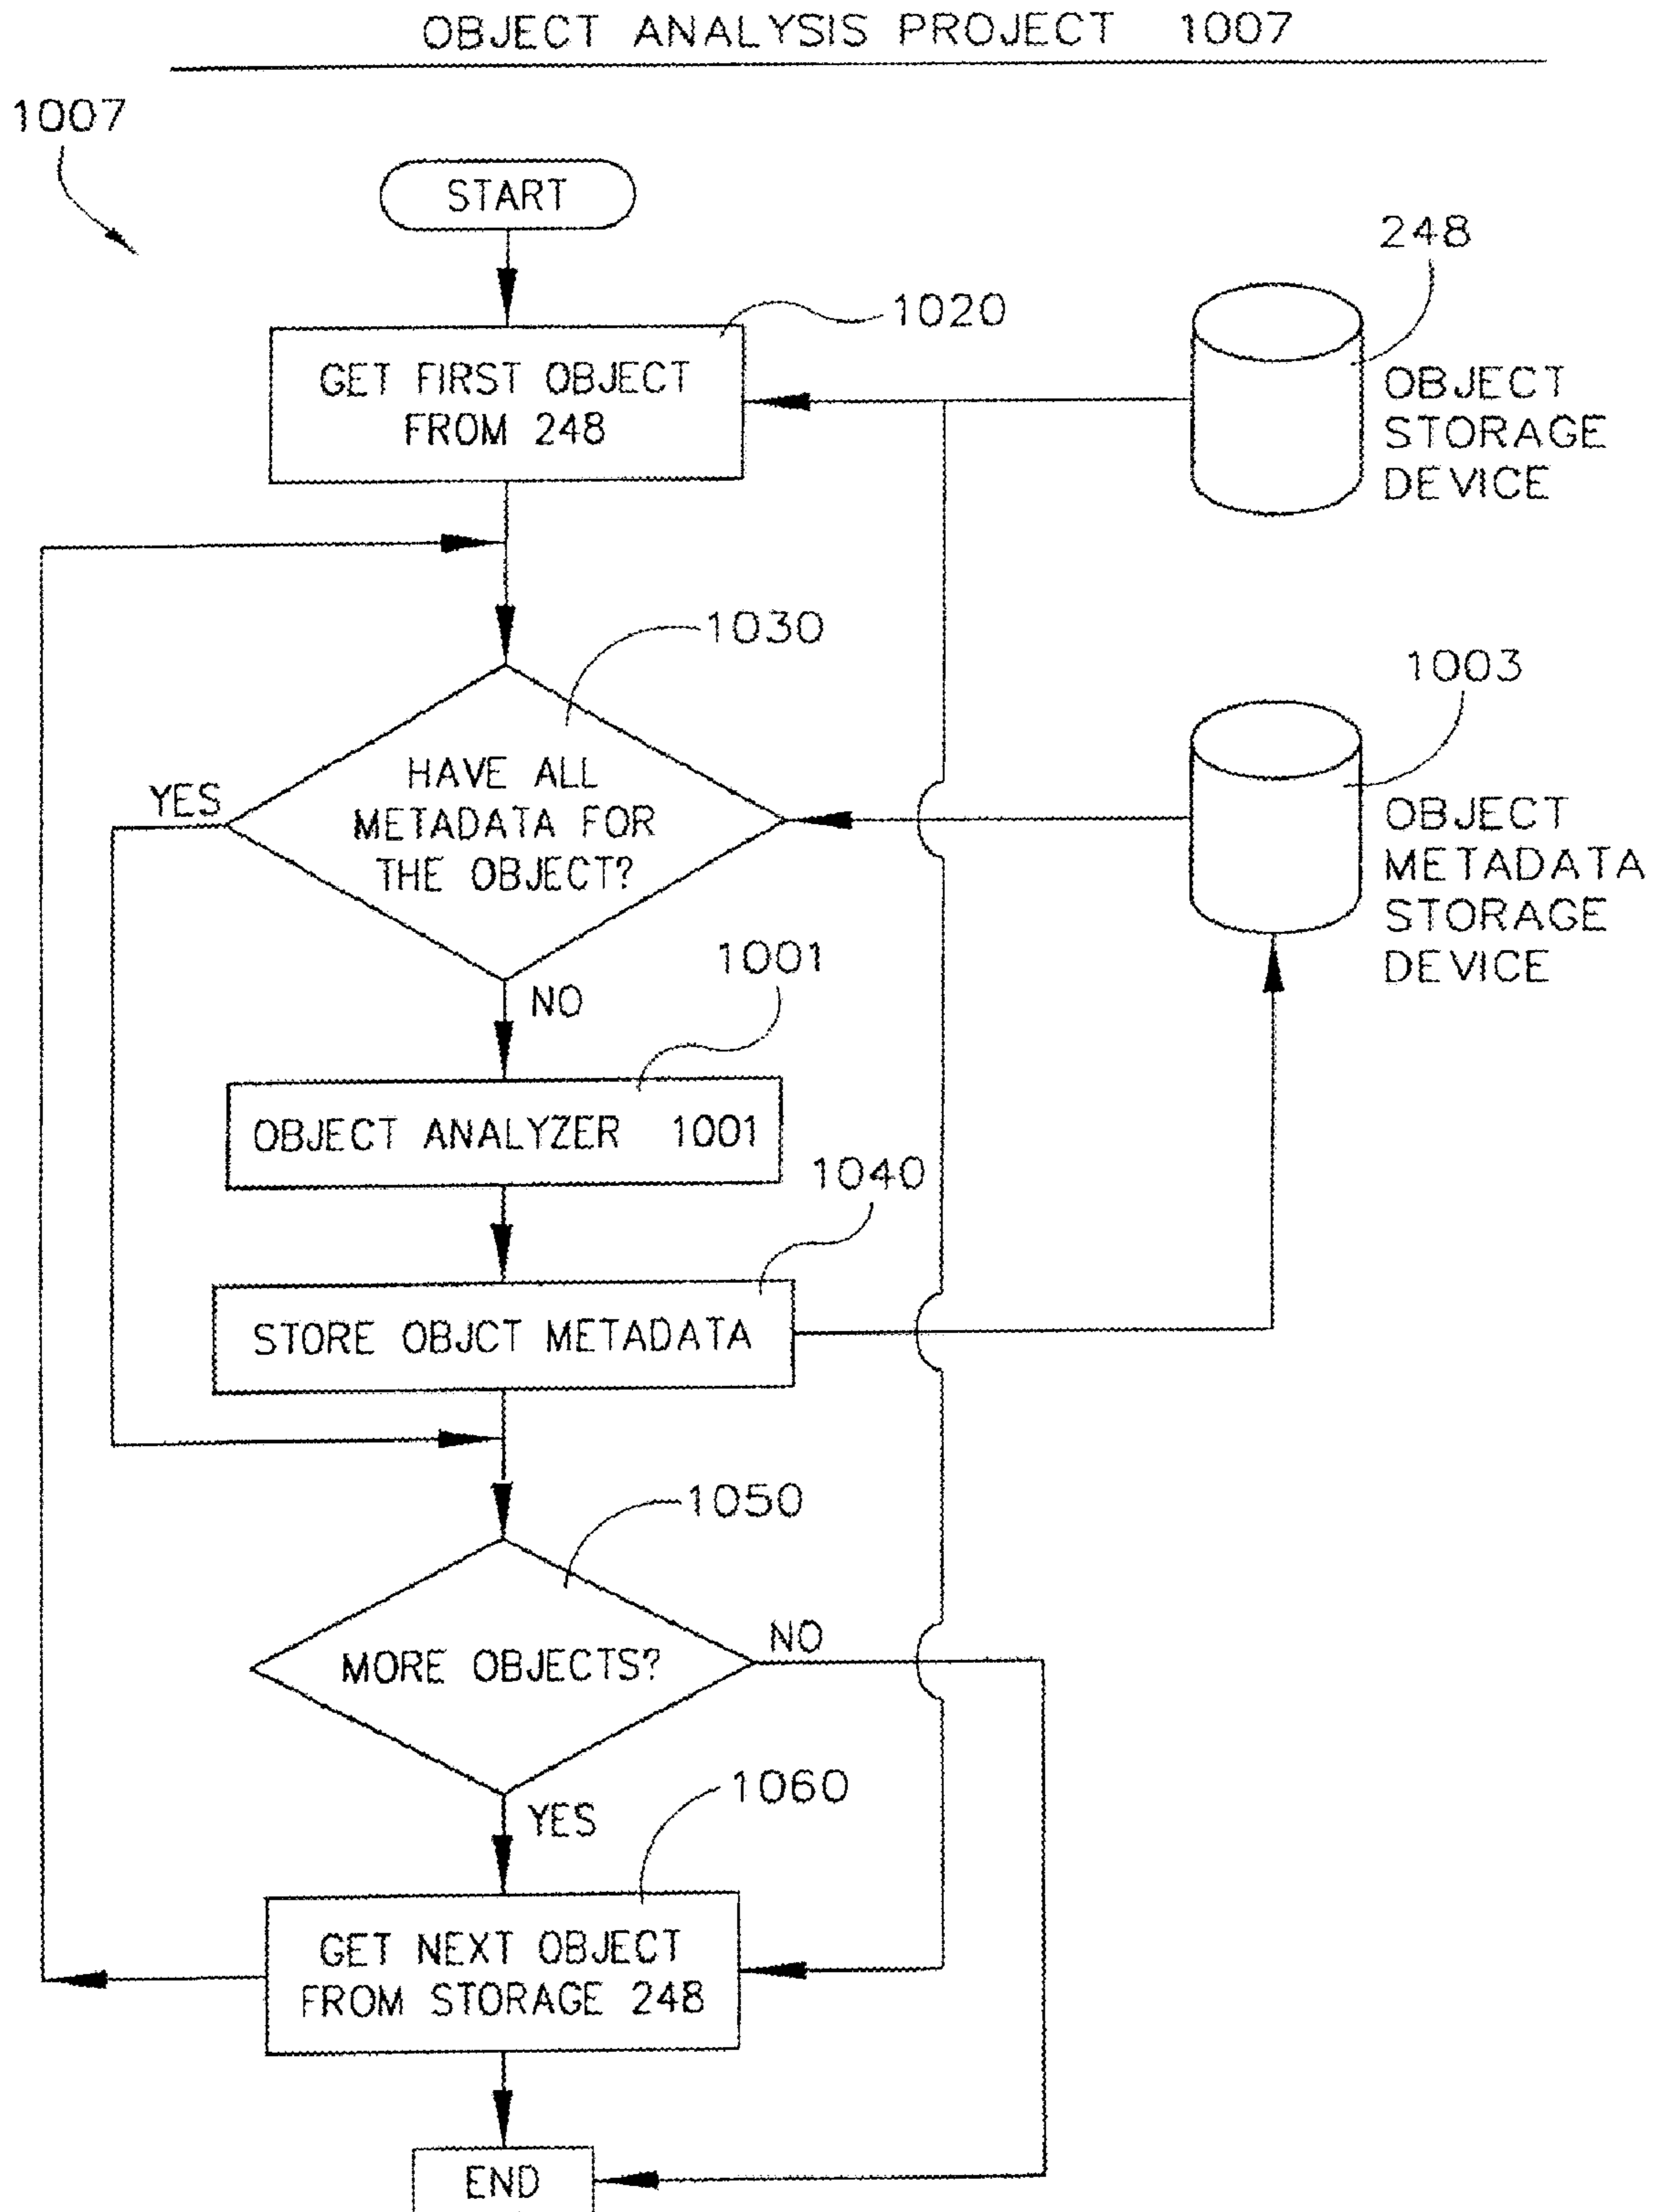 OBJECT ANALYSIS PROJECT 1007
1007
START
248
1020
GET FIRST OBJECT
FROM 248
OBJECT
STORAGE
DEVICE
1030
1003
HAVE ALL
METADATA FOR
THE OBJECT?
YES
OBJECT
METADATA
STORAGE
DEVICE
NO
1001
OBJECT ANALYZER 1001
1040
STORE OBJCT METADATA
1050
MORE OBJECTS?
NO
YES
1060
GET NEXT OBJECT
FROM STORAGE 248
END